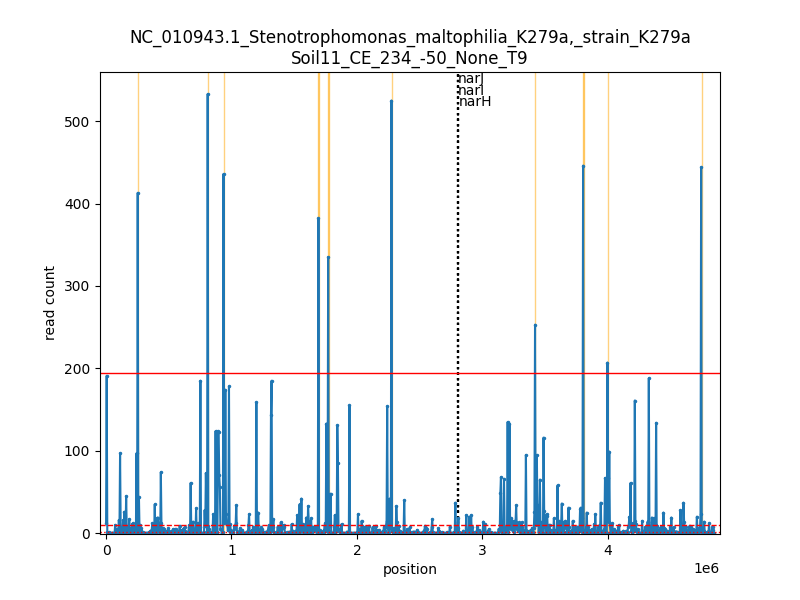 NC_010943.1_Stenotrophomonas_maltophilia_K279a,_strain_K279a
Soil11_CE_234_-50_None_T9
narJ
narI
narH
500
400
300
200
100
0
read count
0 1 2 3 4
1e6
position